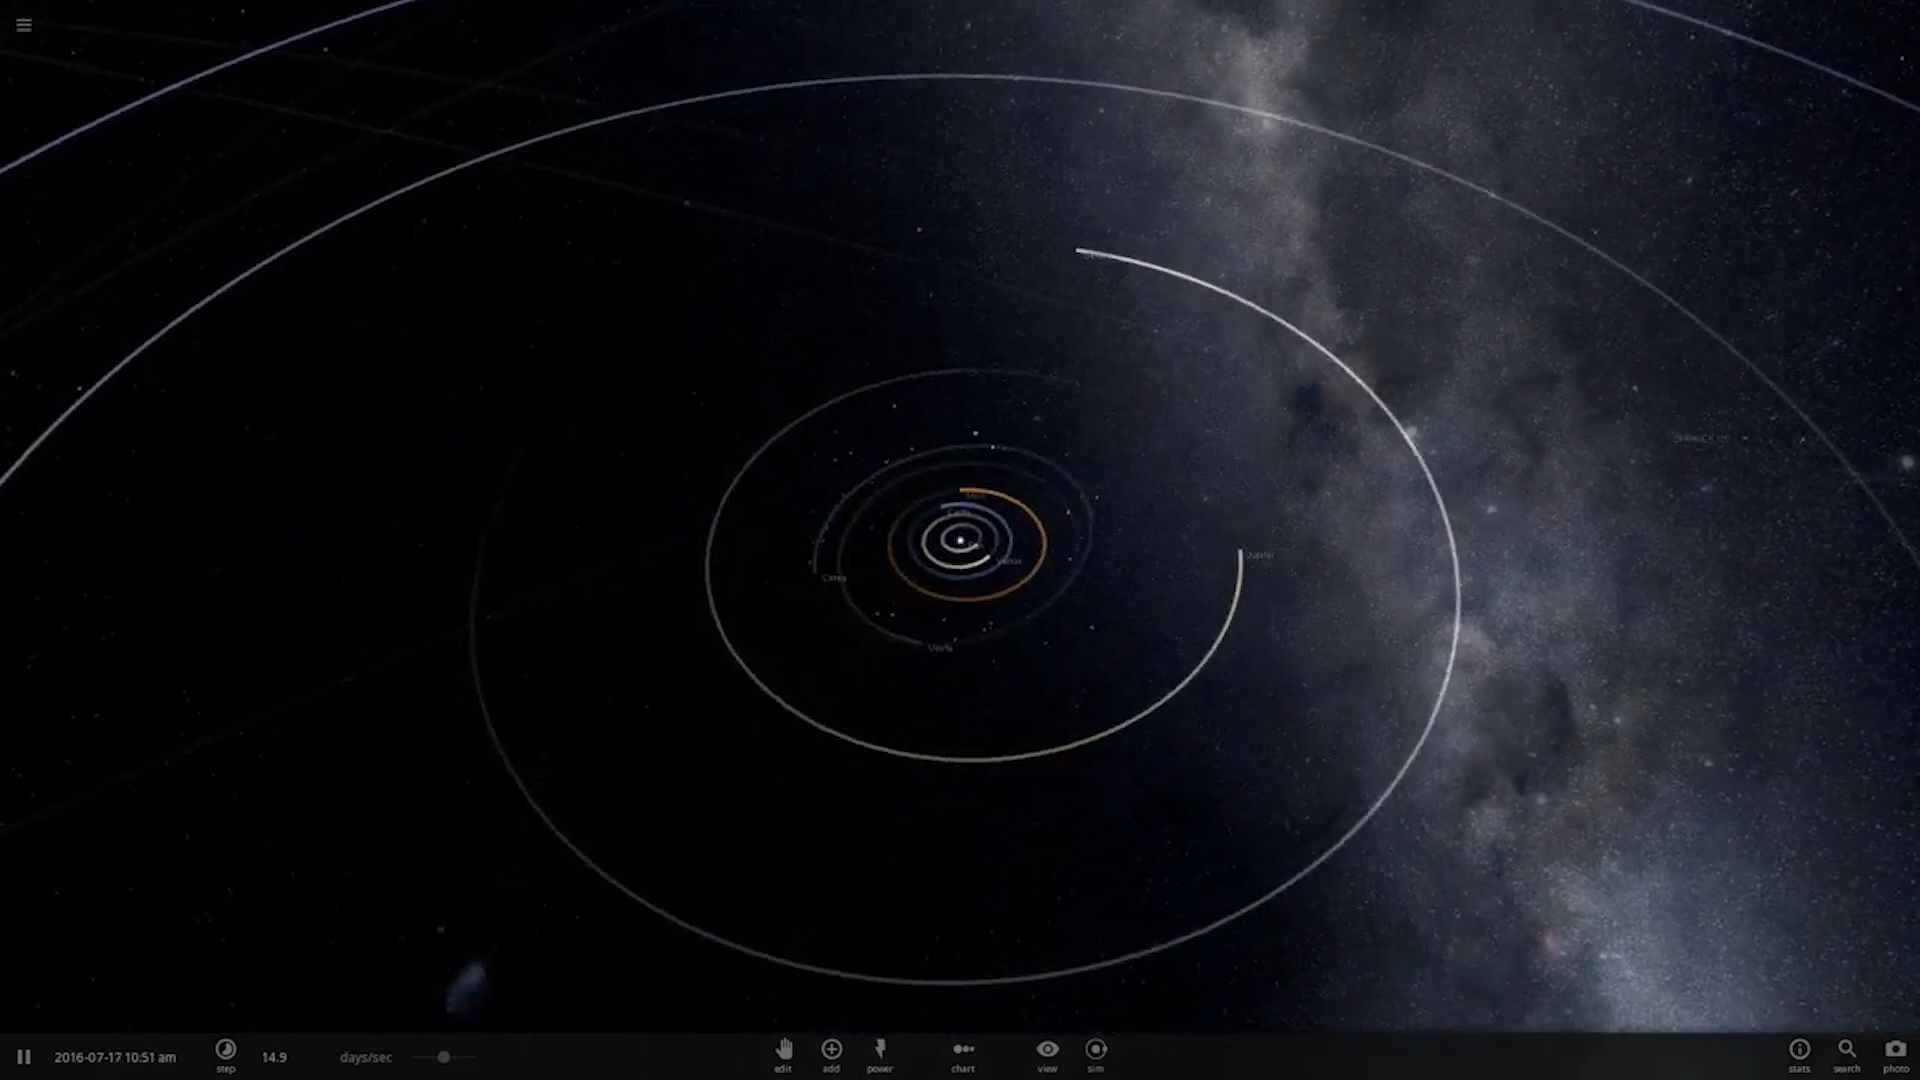 Ceres
Venus
Jupiter
Vesta
2016-07-17 10:51 am
step
14.9
days/sec
edit
add
power
chart
view
sim
stats
search
photo